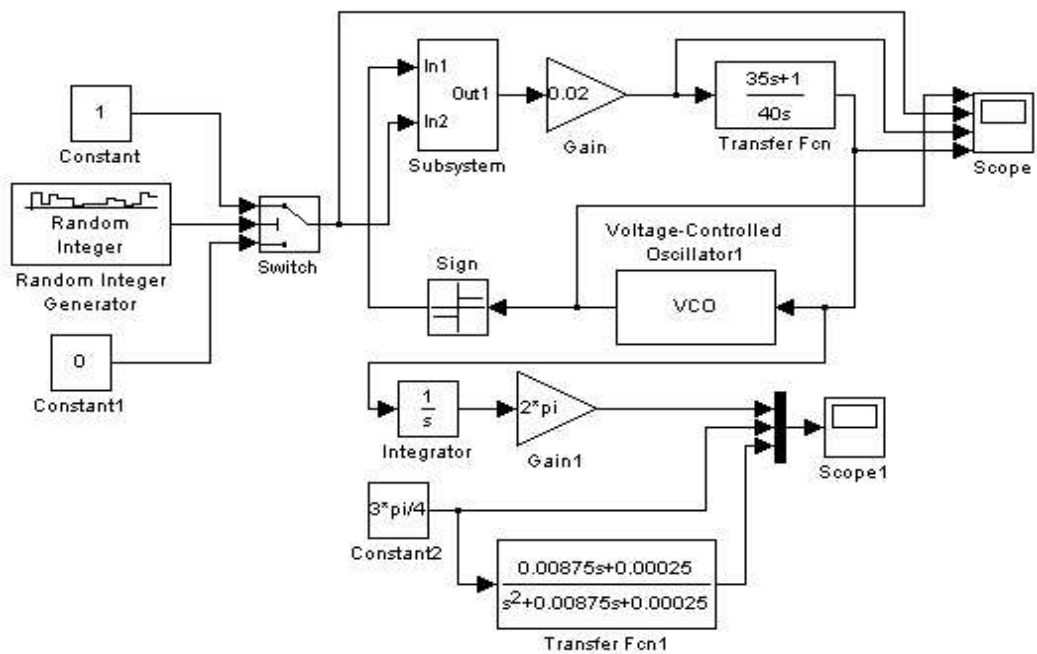 In1
Out1
In2
Subsystem
0.02
Gain
35s+1
40s
Transfer Fcn
Scope
1
Constant
Random
Integer
Random Integer
Generator
Switch
0
Constant1
Sign
Voltage-Controlled
Oscillator1
VCO
1
s
Integrator
2*pi
Gain1
Scope1
3*pi/4
Constant2
0.00875s+0.00025
s2+0.00875s+0.00025
Transfer Fcn1